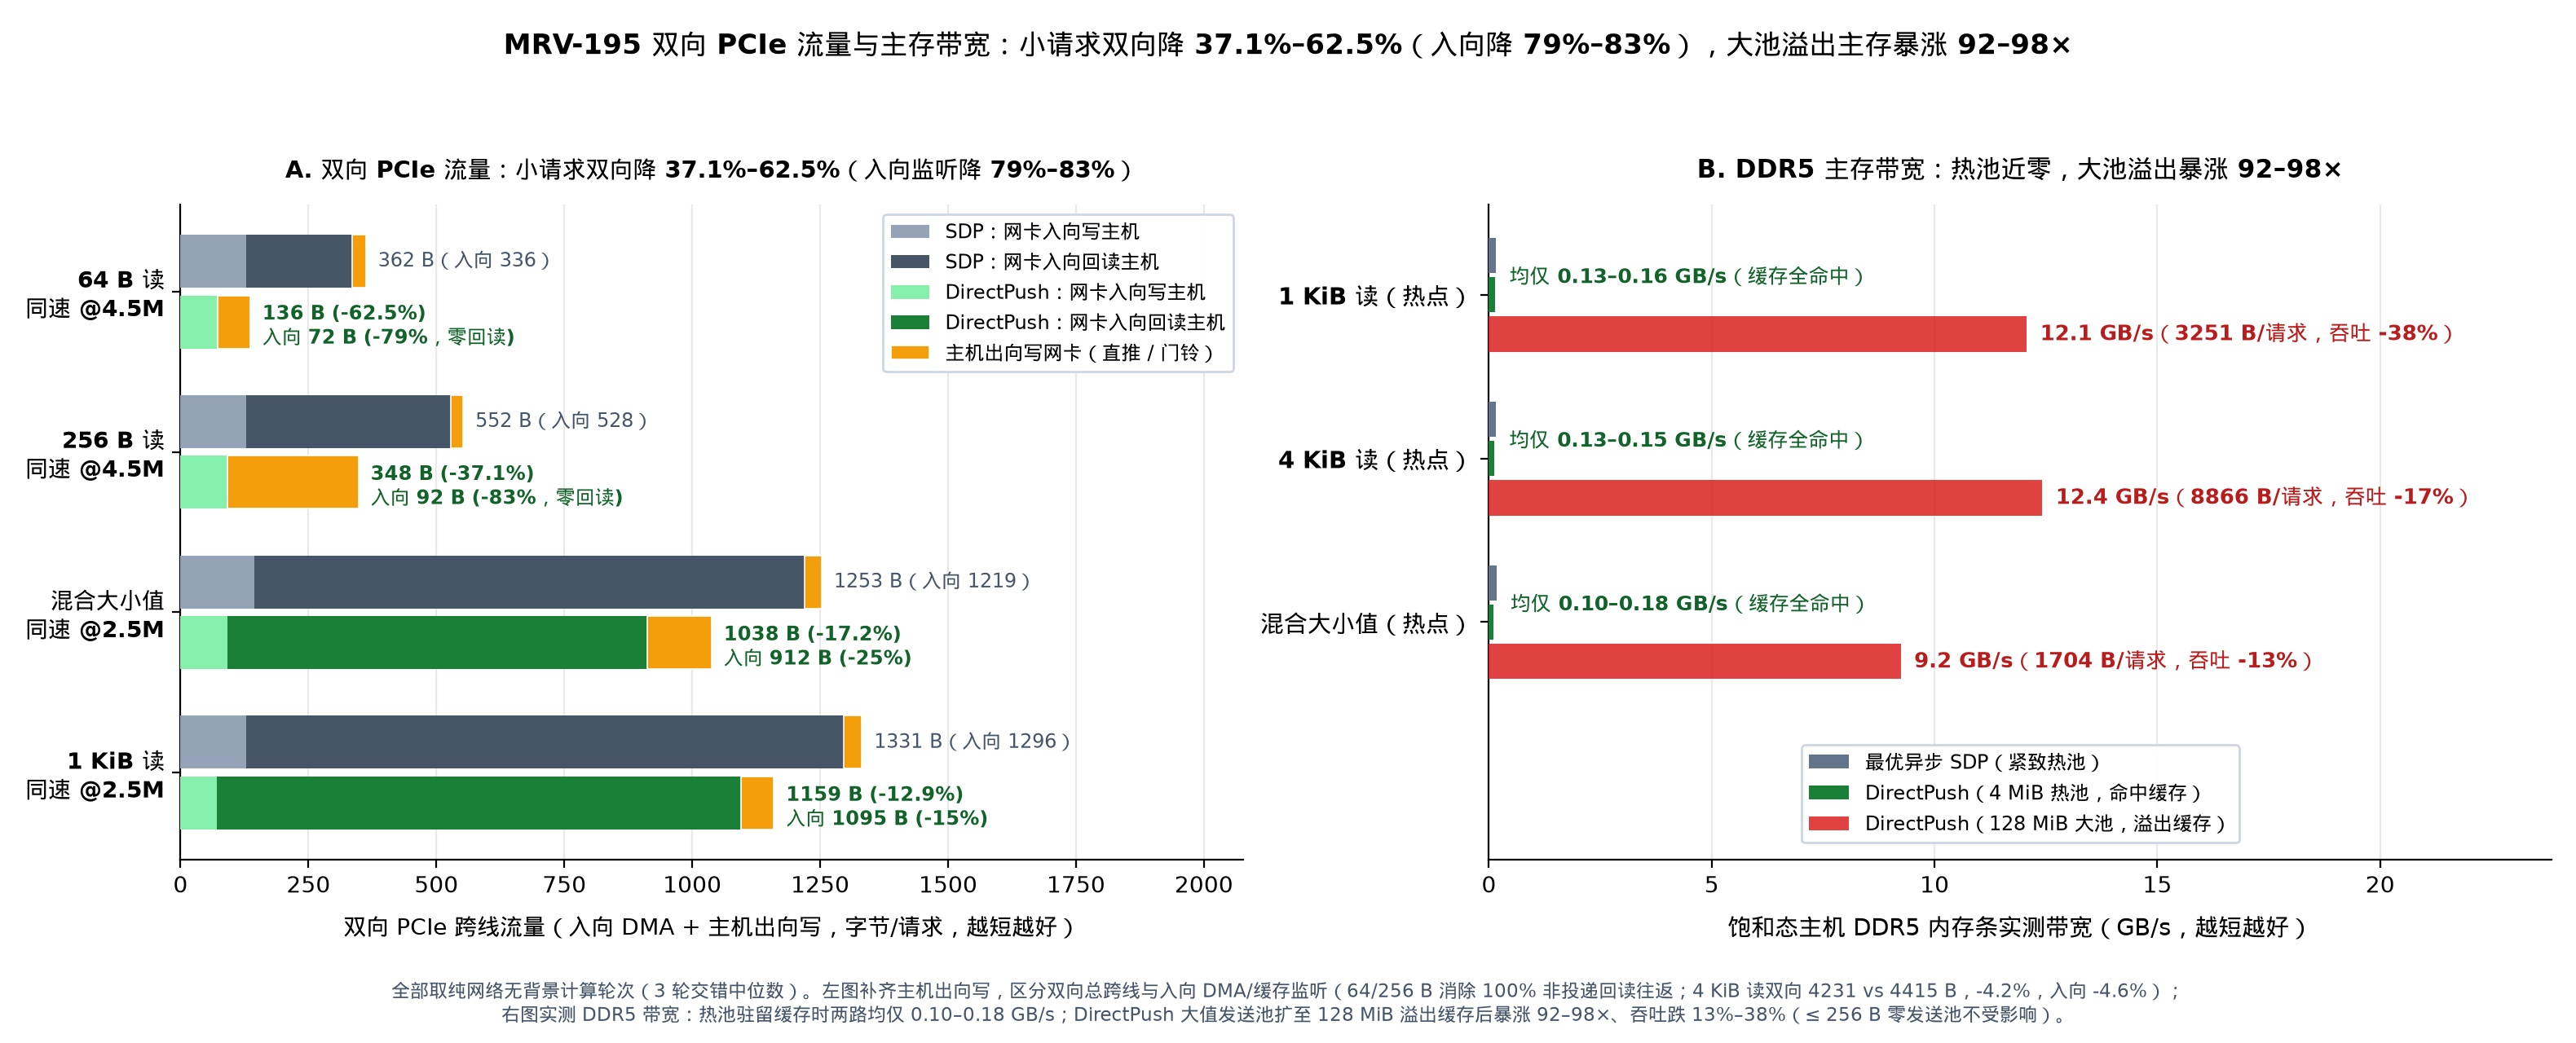 MRV-195 双向 PCIe 流量与主存带宽：小请求双向降 37.1%–62.5%（入向降 79%–83%），大池溢出主存暴涨 92–98×
A. 双向 PCIe 流量：小请求双向降 37.1%–62.5%（入向监听降 79%–83%）
SDP：网卡入向写主机
SDP：网卡入向回读主机
DirectPush：网卡入向写主机
DirectPush：网卡入向回读主机
主机出向写网卡（直推 / 门铃）
64 B 读
同速 @4.5M
362 B（入向 336）
136 B (-62.5%)
入向 72 B (-79%，零回读)
256 B 读
同速 @4.5M
552 B（入向 528）
348 B (-37.1%)
入向 92 B (-83%，零回读)
混合大小值
同速 @2.5M
1253 B（入向 1219）
1038 B (-17.2%)
入向 912 B (-25%)
1 KiB 读
同速 @2.5M
1331 B（入向 1296）
1159 B (-12.9%)
入向 1095 B (-15%)
0 250 500 750 1000 1250 1500 1750 2000
双向 PCIe 跨线流量（入向 DMA + 主机出向写，字节/请求，越短越好）
B. DDR5 主存带宽：热池近零，大池溢出暴涨 92–98×
1 KiB 读（热点）
均仅 0.13–0.16 GB/s（缓存全命中）
12.1 GB/s（3251 B/请求，吞吐 -38%）
4 KiB 读（热点）
均仅 0.13–0.15 GB/s（缓存全命中）
12.4 GB/s（8866 B/请求，吞吐 -17%）
混合大小值（热点）
均仅 0.10–0.18 GB/s（缓存全命中）
9.2 GB/s（1704 B/请求，吞吐 -13%）
最优异步 SDP（紧致热池）
DirectPush（4 MiB 热池，命中缓存）
DirectPush（128 MiB 大池，溢出缓存）
0 5 10 15 20
饱和态主机 DDR5 内存条实测带宽（GB/s，越短越好）
全部取纯网络无背景计算轮次（3 轮交错中位数）。左图补齐主机出向写，区分双向总跨线与入向 DMA/缓存监听（64/256 B 消除 100% 非投递回读往返；4 KiB 读双向 4231 vs 4415 B，-4.2%，入向 -4.6%）；
右图实测 DDR5 带宽：热池驻留缓存时两路均仅 0.10–0.18 GB/s；DirectPush 大值发送池扩至 128 MiB 溢出缓存后暴涨 92–98×、吞吐跌 13%–38%（≤ 256 B 零发送池不受影响）。